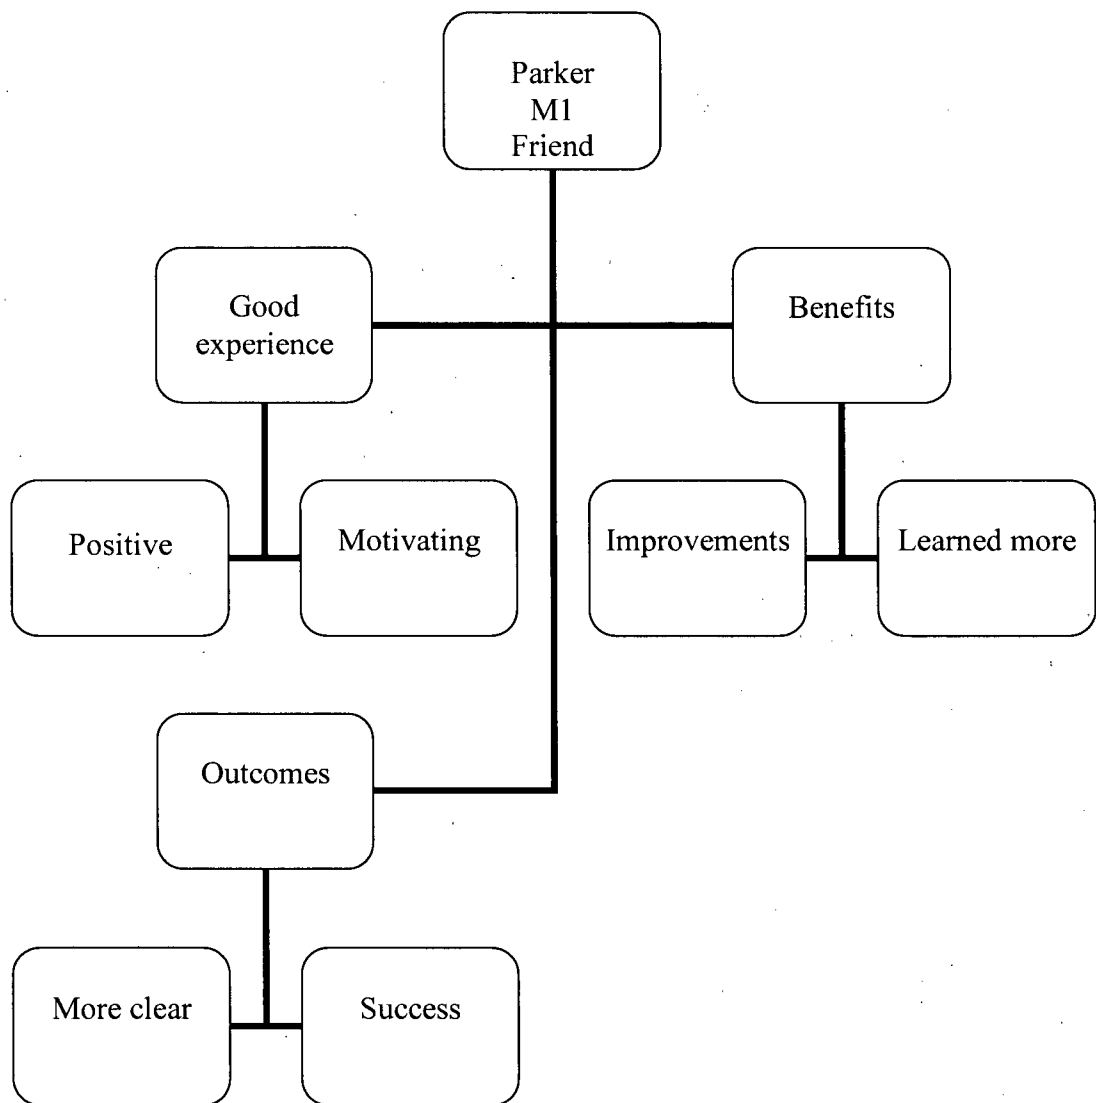 Parker
M1
Friend
Good
experience
Benefits
Positive
Motivating
Improvements
Learned more
Outcomes
More clear
Success